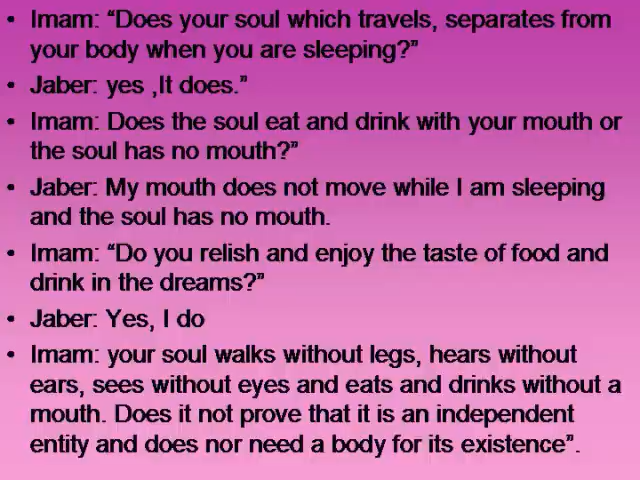 • Imam: “Does your soul which travels, separates from
your body when you are sleeping?”
• Jaber: yes ,It does.”
• Imam: Does the soul eat and drink with your mouth or
the soul has no mouth?”
• Jaber: My mouth does not move while I am sleeping
and the soul has no mouth.
• Imam: “Do you relish and enjoy the taste of food and
drink in the dreams?”
• Jaber: Yes, I do
• Imam: your soul walks without legs, hears without
ears, sees without eyes and eats and drinks without a
mouth. Does it not prove that it is an independent
entity and does nor need a body for its existence”.